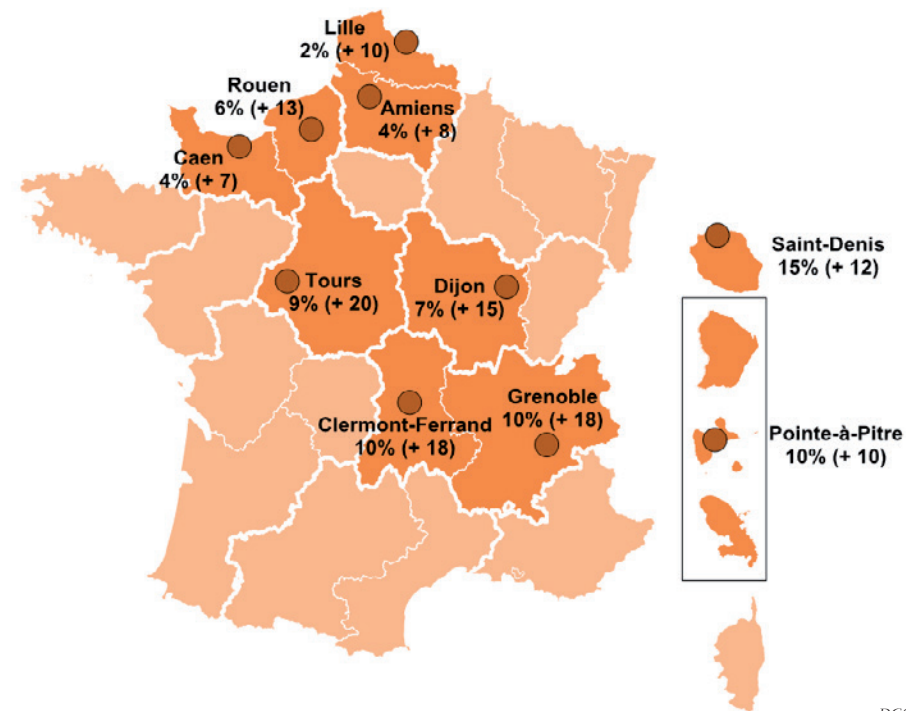 Lille
2% (+ 10)
Rouen
6% (+ 13)
Amiens
4% (+ 8)
Caen
4% (+ 7)
Saint-Denis
15% (+ 12)
Tours
9% (+ 20)
Dijon
7% (+ 15)
Grenoble
10% (+ 18)
Clermont-Ferrand
10% (+ 18)
Pointe-à-Pitre
10% (+ 10)